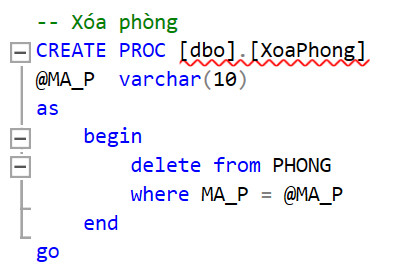 -- Xóa phòng
CREATE PROC [dbo].[XoaPhong]
@MA_P  varchar(10)
as
    begin
        delete from PHONG
        where MA_P = @MA_P
    end
go